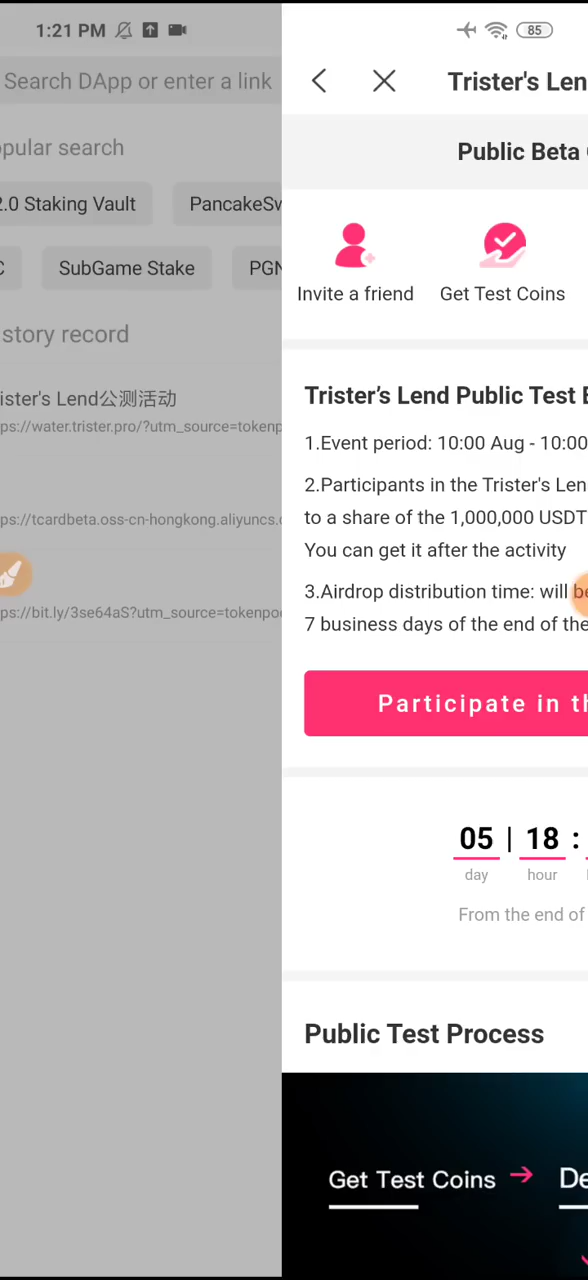 1:21 PM
85
Search DApp or enter a link
opular search
2.0 Staking Vault
PancakeSw
C
SubGame Stake
PGN
story record
ister's Lend公测活动
ps://water.trister.pro/?utm_source=tokenp
ps://tcardbeta.oss-cn-hongkong.aliyuncs.c
ps://bit.ly/3se64aS?utm_source=tokenpoc
Trister's Len
Public Beta
Invite a friend
Get Test Coins
Trister's Lend Public Test E
1.Event period: 10:00 Aug - 10:00
2.Participants in the Trister's Len
to a share of the 1,000,000 USDT
You can get it after the activity
3.Airdrop distribution time: will be
7 business days of the end of the
Participate in th
05 | 18 :
day
hour
From the end of
Public Test Process
Get Test Coins
De